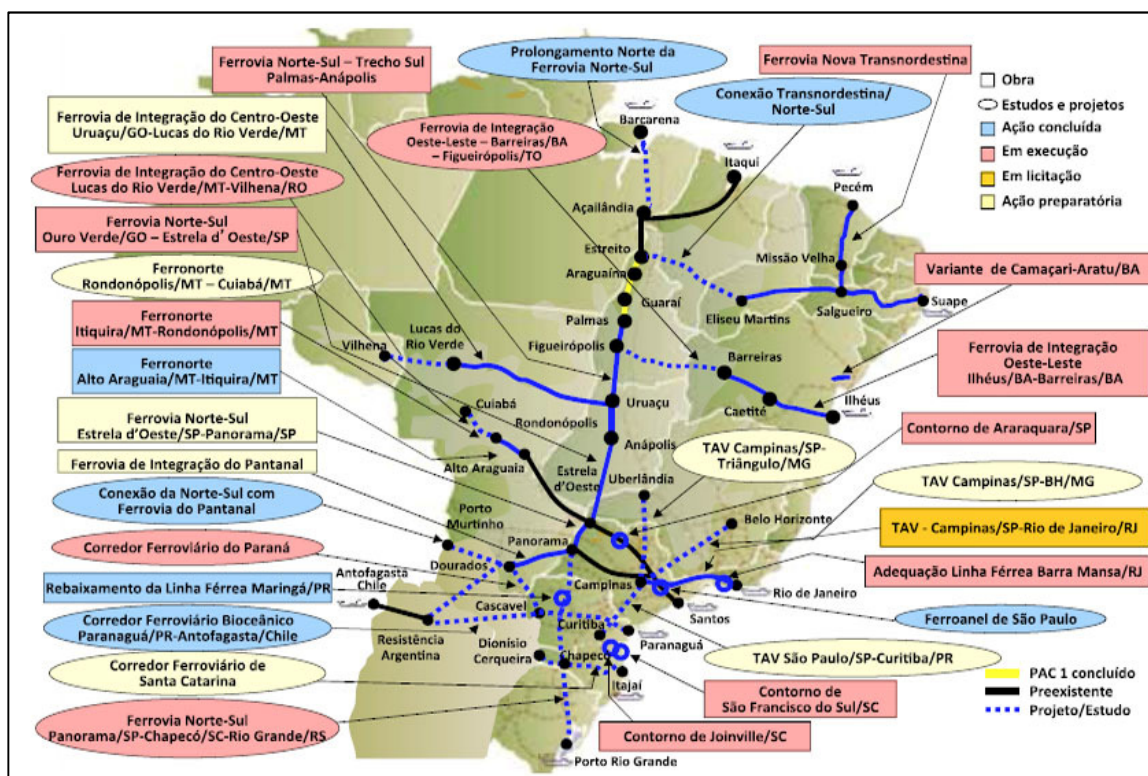 Ferrovia Norte-Sul – Trecho Sul
Palmas-Anápolis
Prolongamento Norte da
Ferrovia Norte-Sul
Ferrovia Nova Transnordestina
Conexão Transnordestina/
Norte-Sul
Obra
Estudos e projetos
Ação concluída
Em execução
Em licitação
Ação preparatória
Ferrovia de Integração do Centro-Oeste
Uruaçu/GO-Lucas do Rio Verde/MT
Ferrovia de Integração
Oeste-Leste – Barreiras/BA
– Figueirópolis/TO
Ferrovia de Integração do Centro-Oeste
Lucas do Rio Verde/MT-Vilhena/RO
Ferrovia Norte-Sul
Ouro Verde/GO – Estrela d' Oeste/SP
Ferronorte
Rondonópolis/MT – Cuiabá/MT
Ferronorte
Itiquira/MT-Rondonópolis/MT
Ferronorte
Alto Araguaia/MT-Itiquira/MT
Ferrovia Norte-Sul
Estrela d'Oeste/SP-Panorama/SP
Ferrovia de Integração do Pantanal
Conexão da Norte-Sul com
Ferrovia do Pantanal
Corredor Ferroviário do Paraná
Rebaixamento da Linha Férrea Maringá/PR
Corredor Ferroviário Bioceânico
Paranaguá/PR-Antofagasta/Chile
Corredor Ferroviário de
Santa Catarina
Ferrovia Norte-Sul
Panorama/SP-Chapecó/SC-Rio Grande/RS
Barcarena
Itaqui
Pecém
Açailândia
Estreito
Araguaína
Missão Velha
Guaraí
Eliseu Martins
Salgueiro
Suape
Palmas
Figueirópolis
Lucas do
Rio Verde
Vilhena
Barreiras
Caetité
Ilhéus
Uruaçu
Cuiabá
Rondonópolis
Anápolis
Alto Araguaia
Estrela
d'Oeste
Uberlândia
Porto
Murtinho
Panorama
Belo Horizonte
Dourados
Campinas
Rio de Janeiro
Santos
Antofagasta
Chile
Cascavel
Curitiba
Paranaguá
Resistência
Argentina
Dionísio
Cerqueira
Chapecó
Itajaí
Porto Rio Grande
Variante de Camaçari-Aratu/BA
Ferrovia de Integração
Oeste-Leste
Ilhéus/BA-Barreiras/BA
Contorno de Araraquara/SP
TAV Campinas/SP-
Triângulo/MG
TAV Campinas/SP-BH/MG
TAV - Campinas/SP-Rio de Janeiro/RJ
Adequação Linha Férrea Barra Mansa/RJ
Ferroanel de São Paulo
TAV São Paulo/SP-Curitiba/PR
Contorno de
São Francisco do Sul/SC
Contorno de Joinville/SC
PAC 1 concluído
Preexistente
Projeto/Estudo